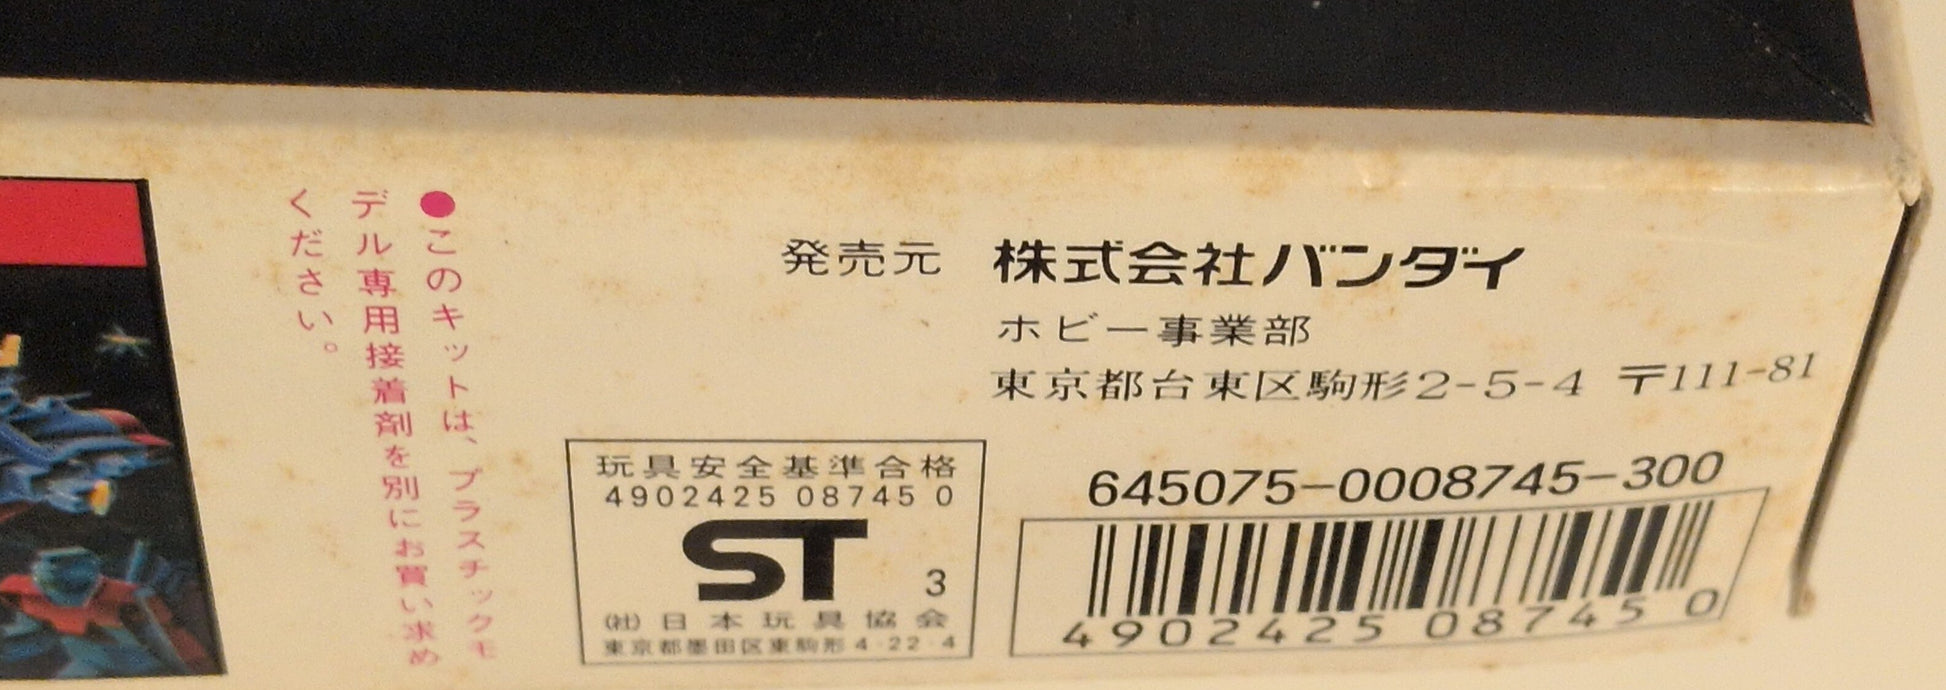 ●このキットは、プラスチックモ
デル専用接着剤を別にお買い求め
ください。
発売元 株式会社バンダイ
ホビー事業部
東京都台東区駒形2-5-4 〒111-81
玩具安全基準合格
4902425 08745 0
ST
3
(社)日本玩具協会
東京都墨田区東駒形4-22-4
645075-0008745-300
4902425 08745 0